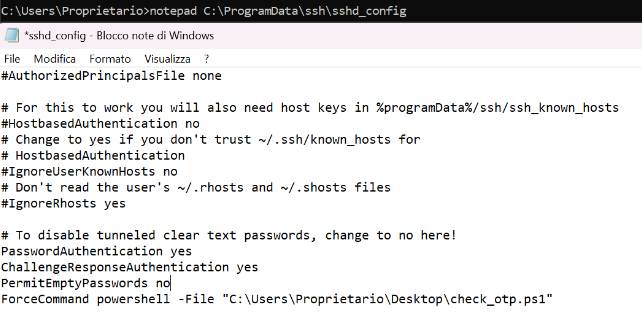 C:\Users\Proprietario>notepad C:\ProgramData\ssh\sshd_config
*sshd_config - Blocco note di Windows
File Modifica Formato Visualizza ?
#AuthorizedPrincipalsFile none
# For this to work you will also need host keys in %programData%/ssh/ssh_known_hosts
#HostbasedAuthentication no
# Change to yes if you don't trust ~/.ssh/known_hosts for
# HostbasedAuthentication
#IgnoreUserKnownHosts no
# Don't read the user's ~/.rhosts and ~/.shosts files
#IgnoreRhosts yes
# To disable tunneled clear text passwords, change to no here!
PasswordAuthentication yes
ChallengeResponseAuthentication yes
PermitEmptyPasswords no
ForceCommand powershell -File "C:\Users\Proprietario\Desktop\check_otp.ps1"